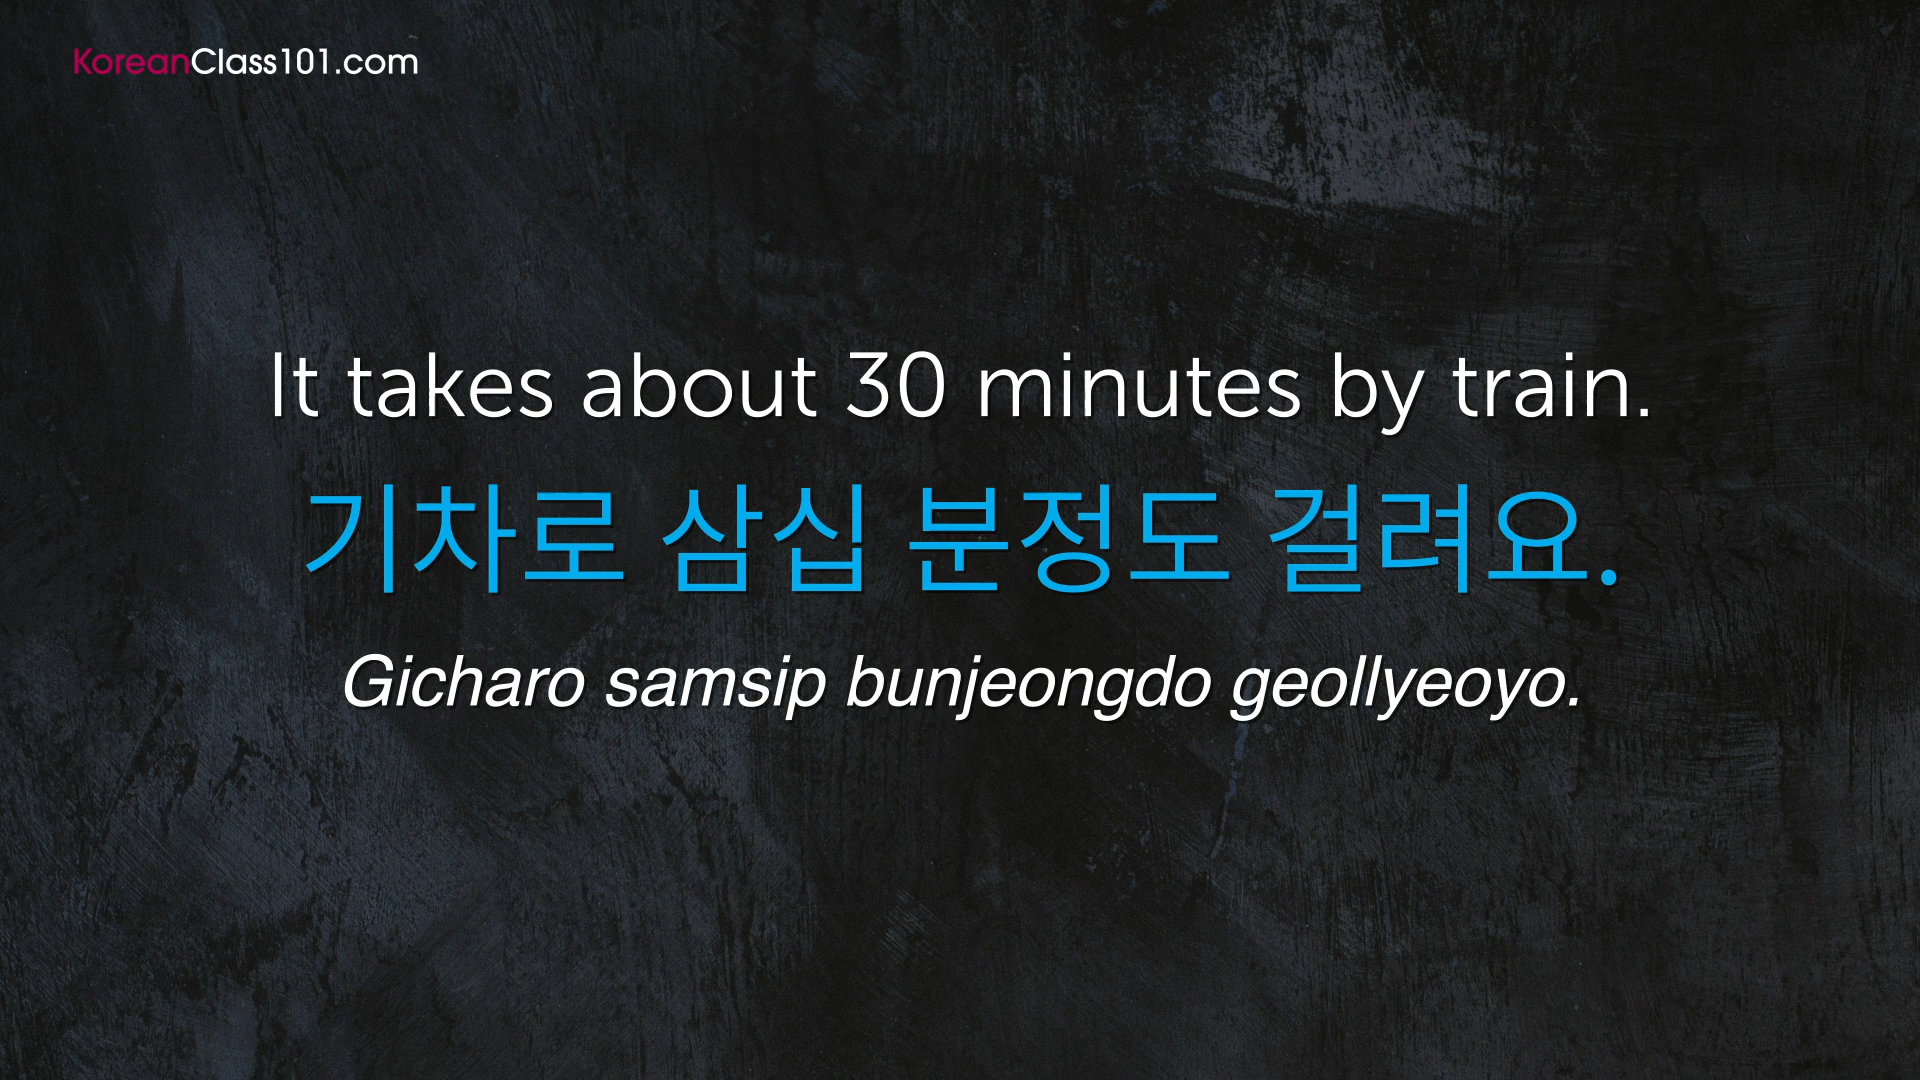 KoreanClass101.com
It takes about 30 minutes by train.
기차로 삼십 분정도 걸려요.
Gicharo samsip bunjeongdo geollyeoyo.